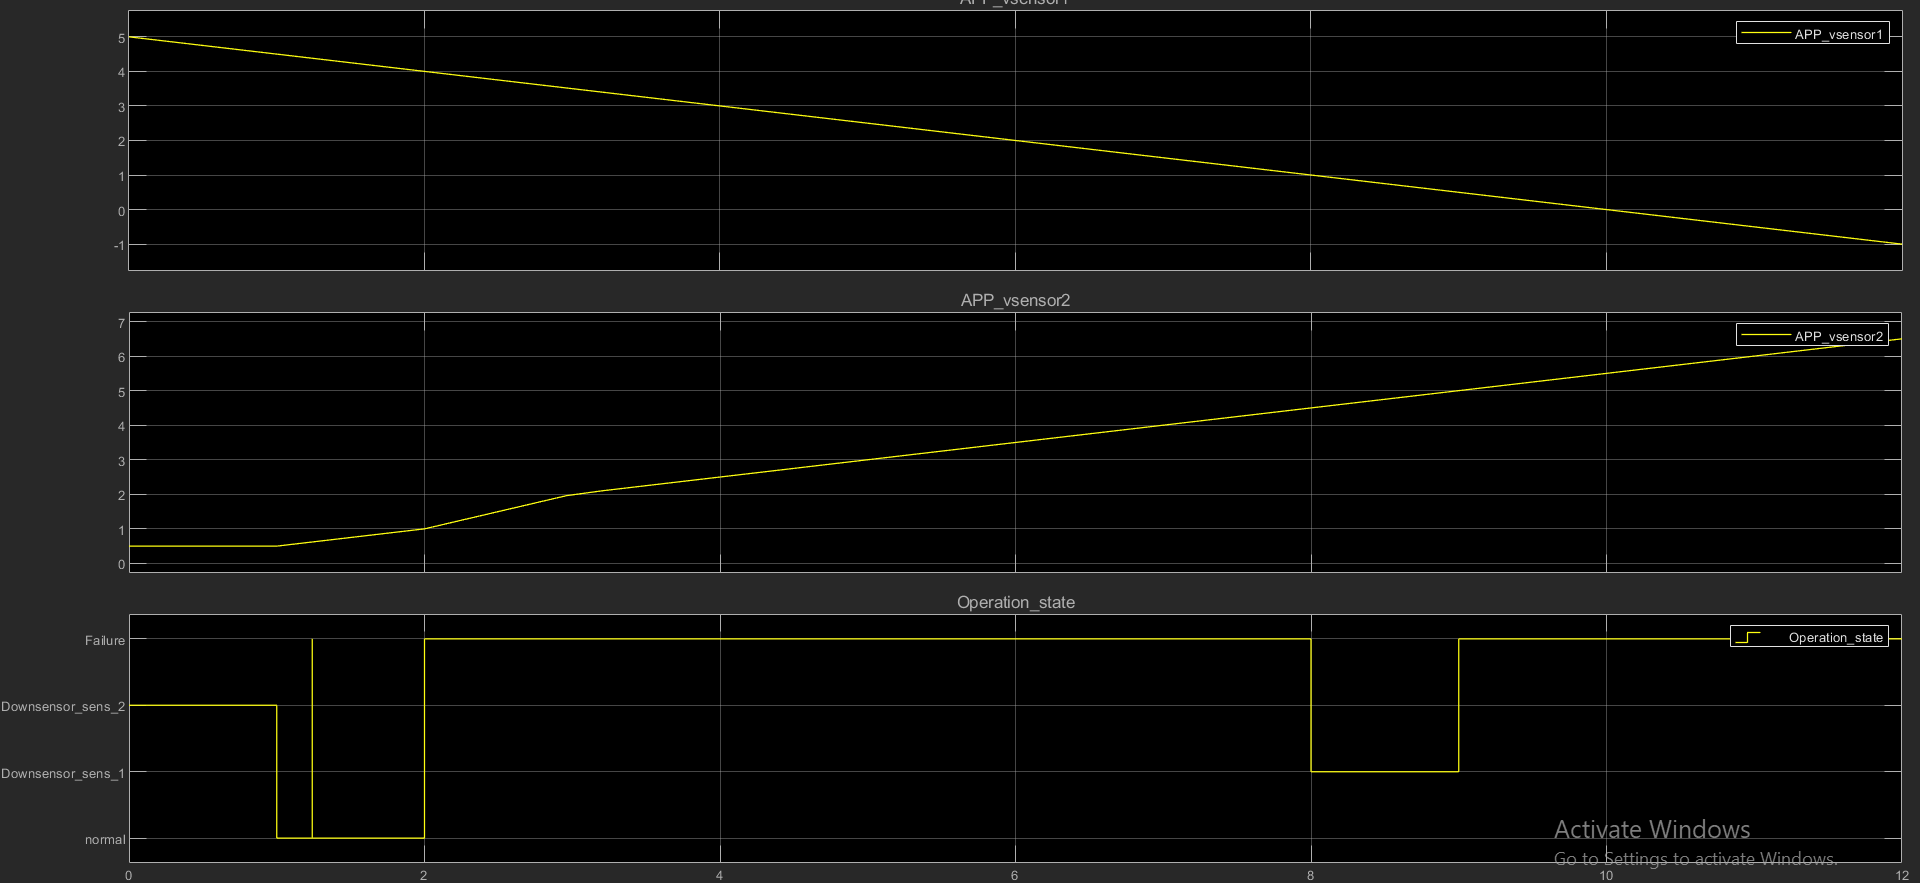 APP_vsensor1
5
4
3
2
1
0
-1
APP_vsensor1
APP_vsensor2
7
6
5
4
3
2
1
0
APP_vsensor2
Operation_state
Failure
Downsensor_sens_2
Downsensor_sens_1
normal
Operation_state
0
2
4
6
8
10
12
Activate Windows
Go to Settings to activate Windows.